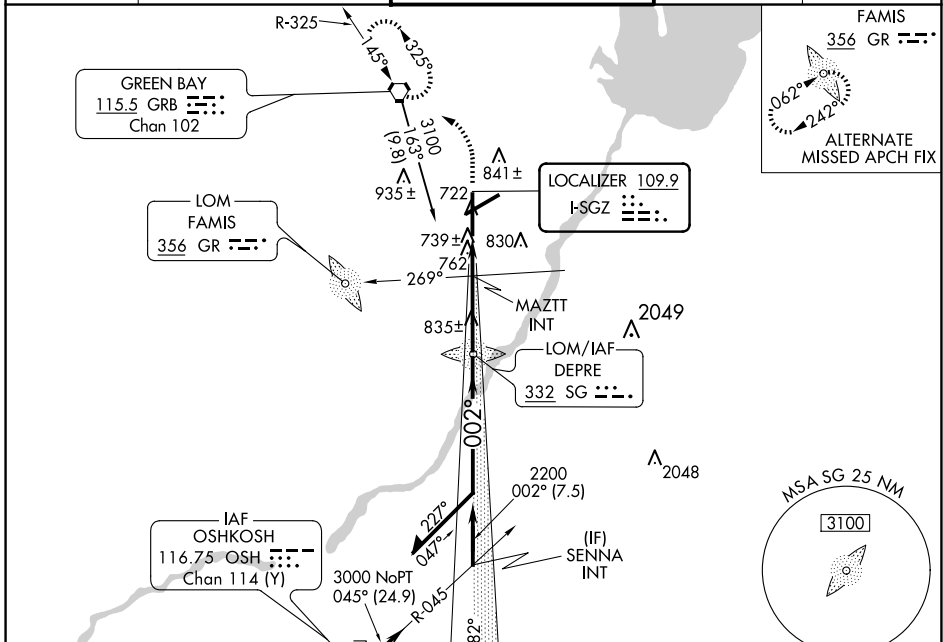 R-325
145°
325°
GREEN BAY
115.5 GRB
Chan 102
3100
163°
(9.8)
935±
841±
722
LOCALIZER 109.9
I-SGZ
LOM
FAMIS
356 GR
739±
830
762
269°
MAZTT
INT
835±
2049
LOM/IAF
DEPRE
332 SG
002°
2048
2200
002° (7.5)
227°
047°
(IF)
SENNA
INT
IAF
OSHKOSH
116.75 OSH
Chan 114 (Y)
3000 NoPT
045° (24.9)
R-045
82°
FAMIS
356 GR
062°
242°
ALTERNATE
MISSED APCH FIX
MSA SG 25 NM
3100